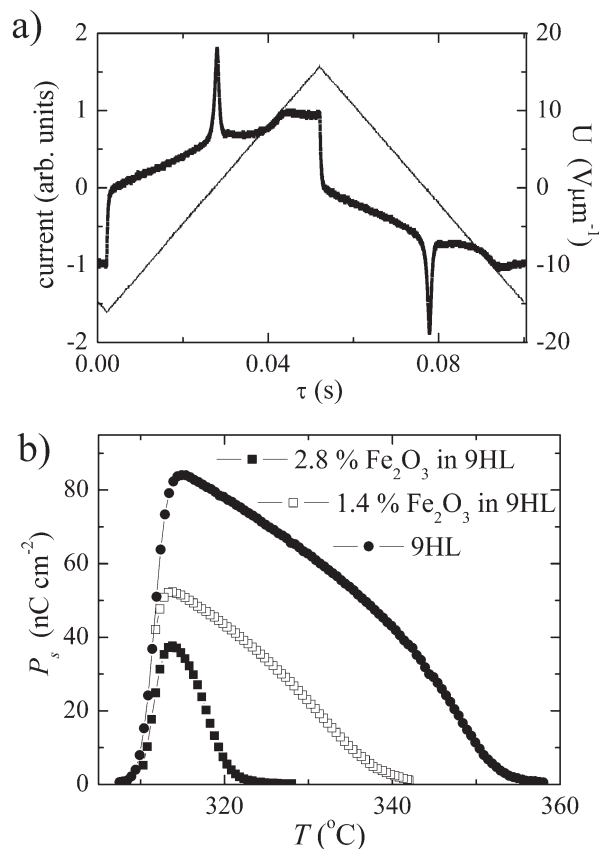 a)
current (arb. units)
2
1
0
-1
-2
U (Vμm⁻¹)
20
10
0
-10
-20
0.00 0.04 0.08
τ (s)
b)
2.8 % Fe₂O₃ in 9HL
1.4 % Fe₂O₃ in 9HL
9HL
Pₛ (nC cm⁻²)
80
60
40
20
0
320 340 360
T (°C)